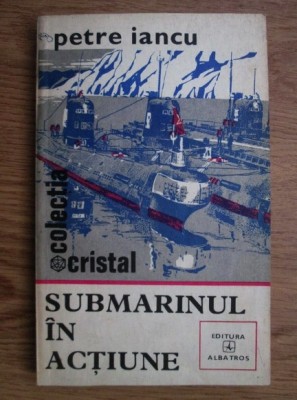 petre iancu
colecția
cristal
SUBMARINUL
ÎN
ACȚIUNE
EDITURA
ALBATROS